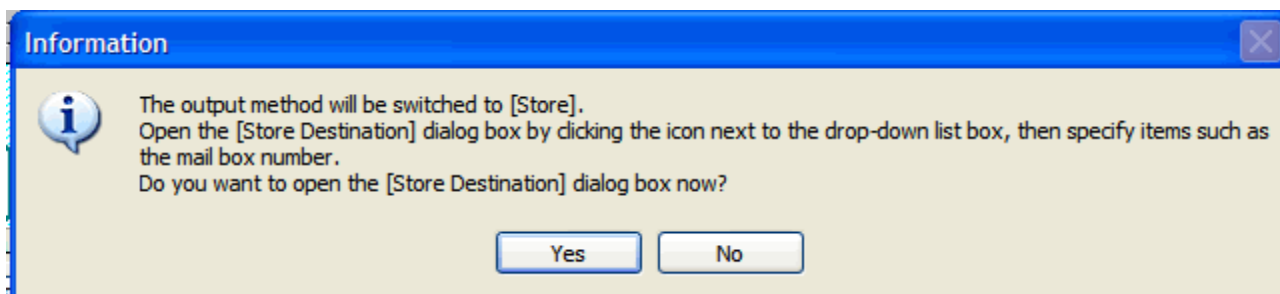 Information
The output method will be switched to [Store].
Open the [Store Destination] dialog box by clicking the icon next to the drop-down list box, then specify items such as
the mail box number.
Do you want to open the [Store Destination] dialog box now?
Yes No